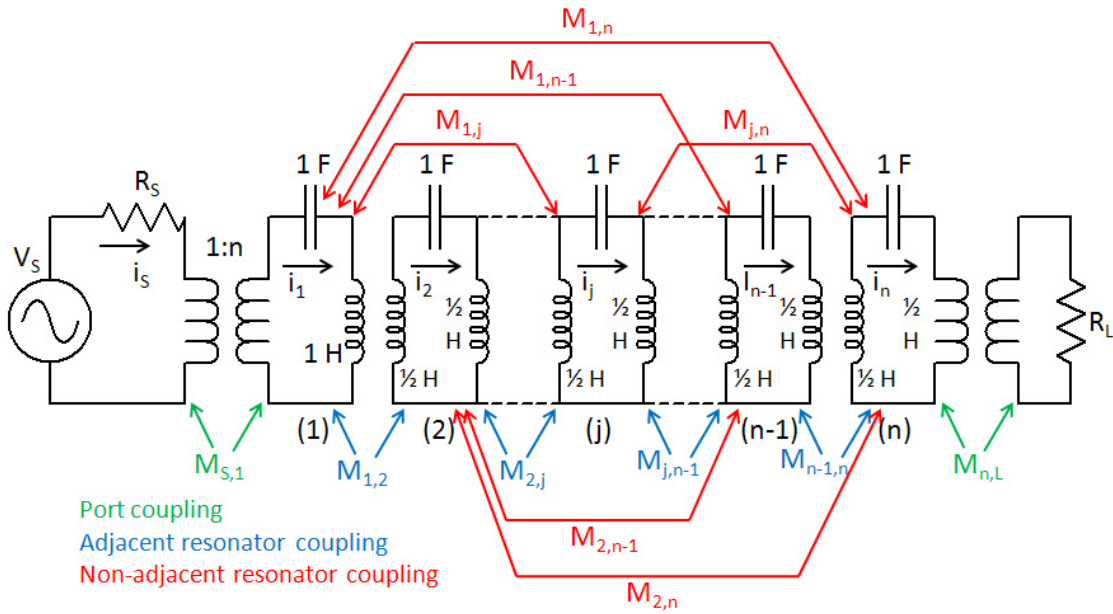 M1,n
M1,n-1
M1,j
Mj,n
1 F
1 F
1 F
1 F
1 F
RS
VS
iS
1:n
i1
i2
ij
In-1
in
½
H
½
H
½
H
½
H
1 H
½ H
½ H
½ H
½ H
RL
(1)
(2)
(j)
(n-1)
(n)
MS,1
M1,2
M2,j
Mj,n-1
Mn-1,n
Mn,L
Port coupling
Adjacent resonator coupling
Non-adjacent resonator coupling
M2,n-1
M2,n